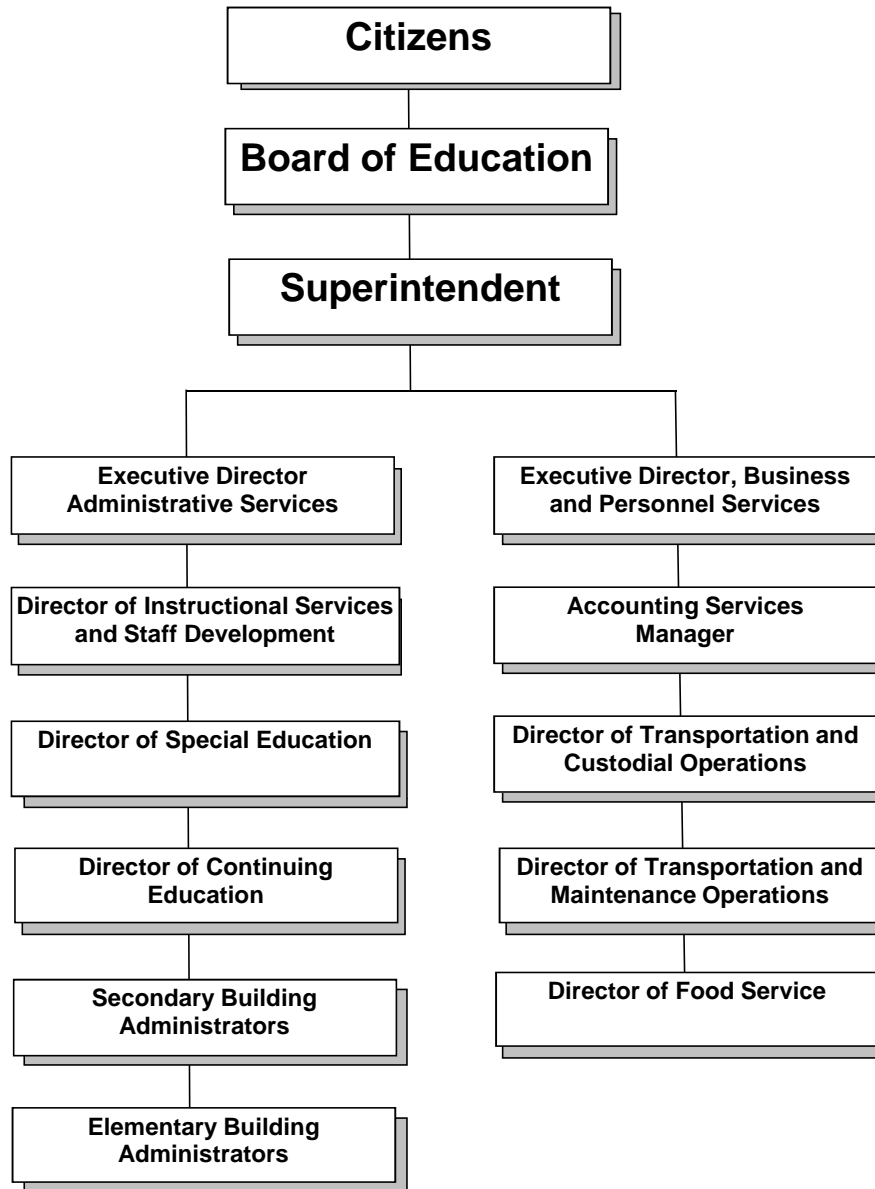 Citizens
Board of Education
Superintendent
Executive Director
Administrative Services
Director of Instructional Services
and Staff Development
Director of Special Education
Director of Continuing
Education
Secondary Building
Administrators
Elementary Building
Administrators
Executive Director, Business
and Personnel Services
Accounting Services
Manager
Director of Transportation and
Custodial Operations
Director of Transportation and
Maintenance Operations
Director of Food Service